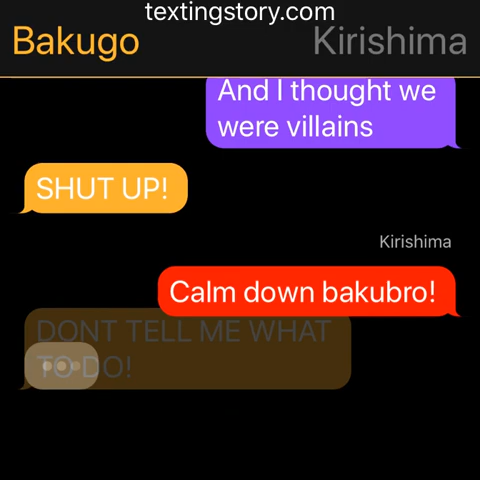 textingstory.com
Bakugo Kirishima
And I thought we
were villains
SHUT UP!
Kirishima
Calm down bakubro!
DONT TELL ME WHAT
TO DO!